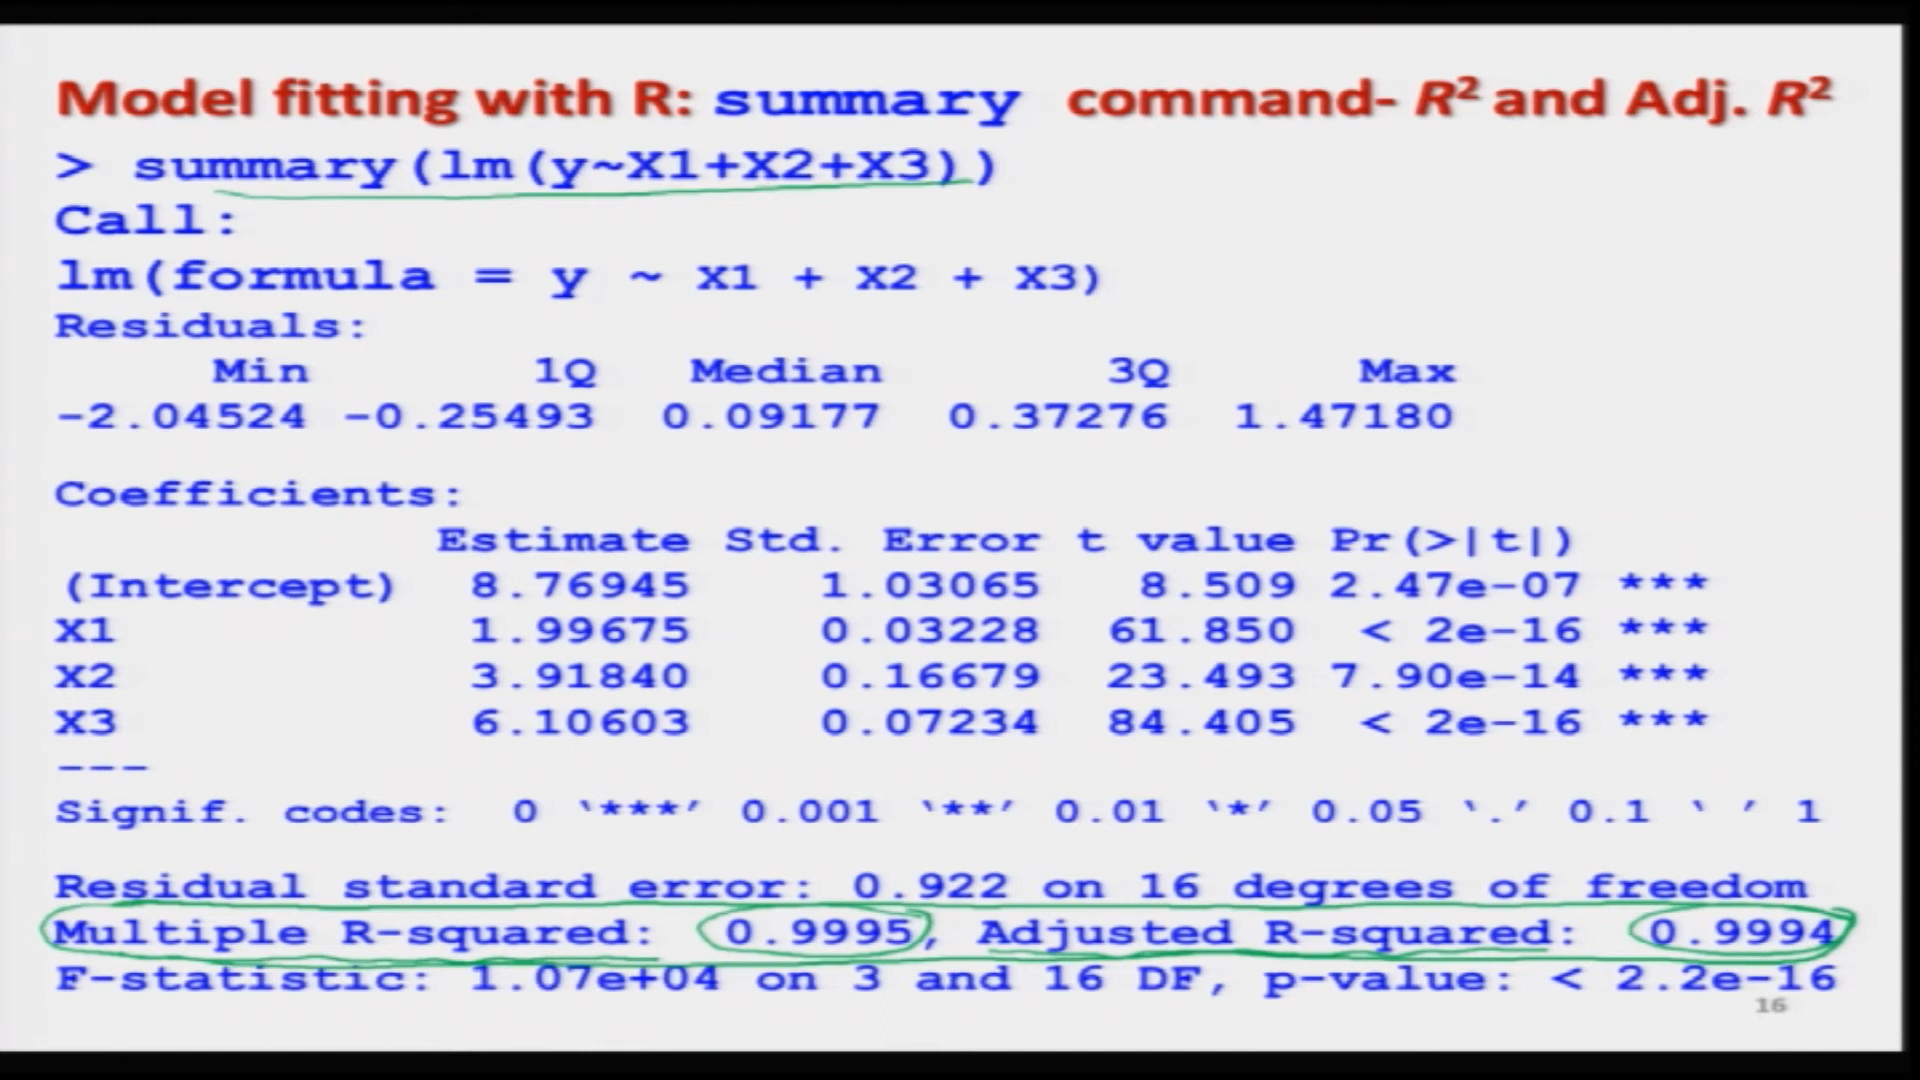 Model fitting with R: summary command- R² and Adj. R²
> summary(lm(y~X1+X2+X3))
Call:
lm(formula = y ~ X1 + X2 + X3)
Residuals:
Min 1Q Median 3Q Max
-2.04524 -0.25493 0.09177 0.37276 1.47180
Coefficients:
Estimate Std. Error t value Pr(>|t|)
(Intercept) 8.76945 1.03065 8.509 2.47e-07 ***
X1 1.99675 0.03228 61.850 < 2e-16 ***
X2 3.91840 0.16679 23.493 7.90e-14 ***
X3 6.10603 0.07234 84.405 < 2e-16 ***
---
Signif. codes: 0 ‘***’ 0.001 ‘**’ 0.01 ‘*’ 0.05 ‘.’ 0.1 ‘ ’ 1
Residual standard error: 0.922 on 16 degrees of freedom
Multiple R-squared: 0.9995, Adjusted R-squared: 0.9994
F-statistic: 1.07e+04 on 3 and 16 DF, p-value: < 2.2e-16
16